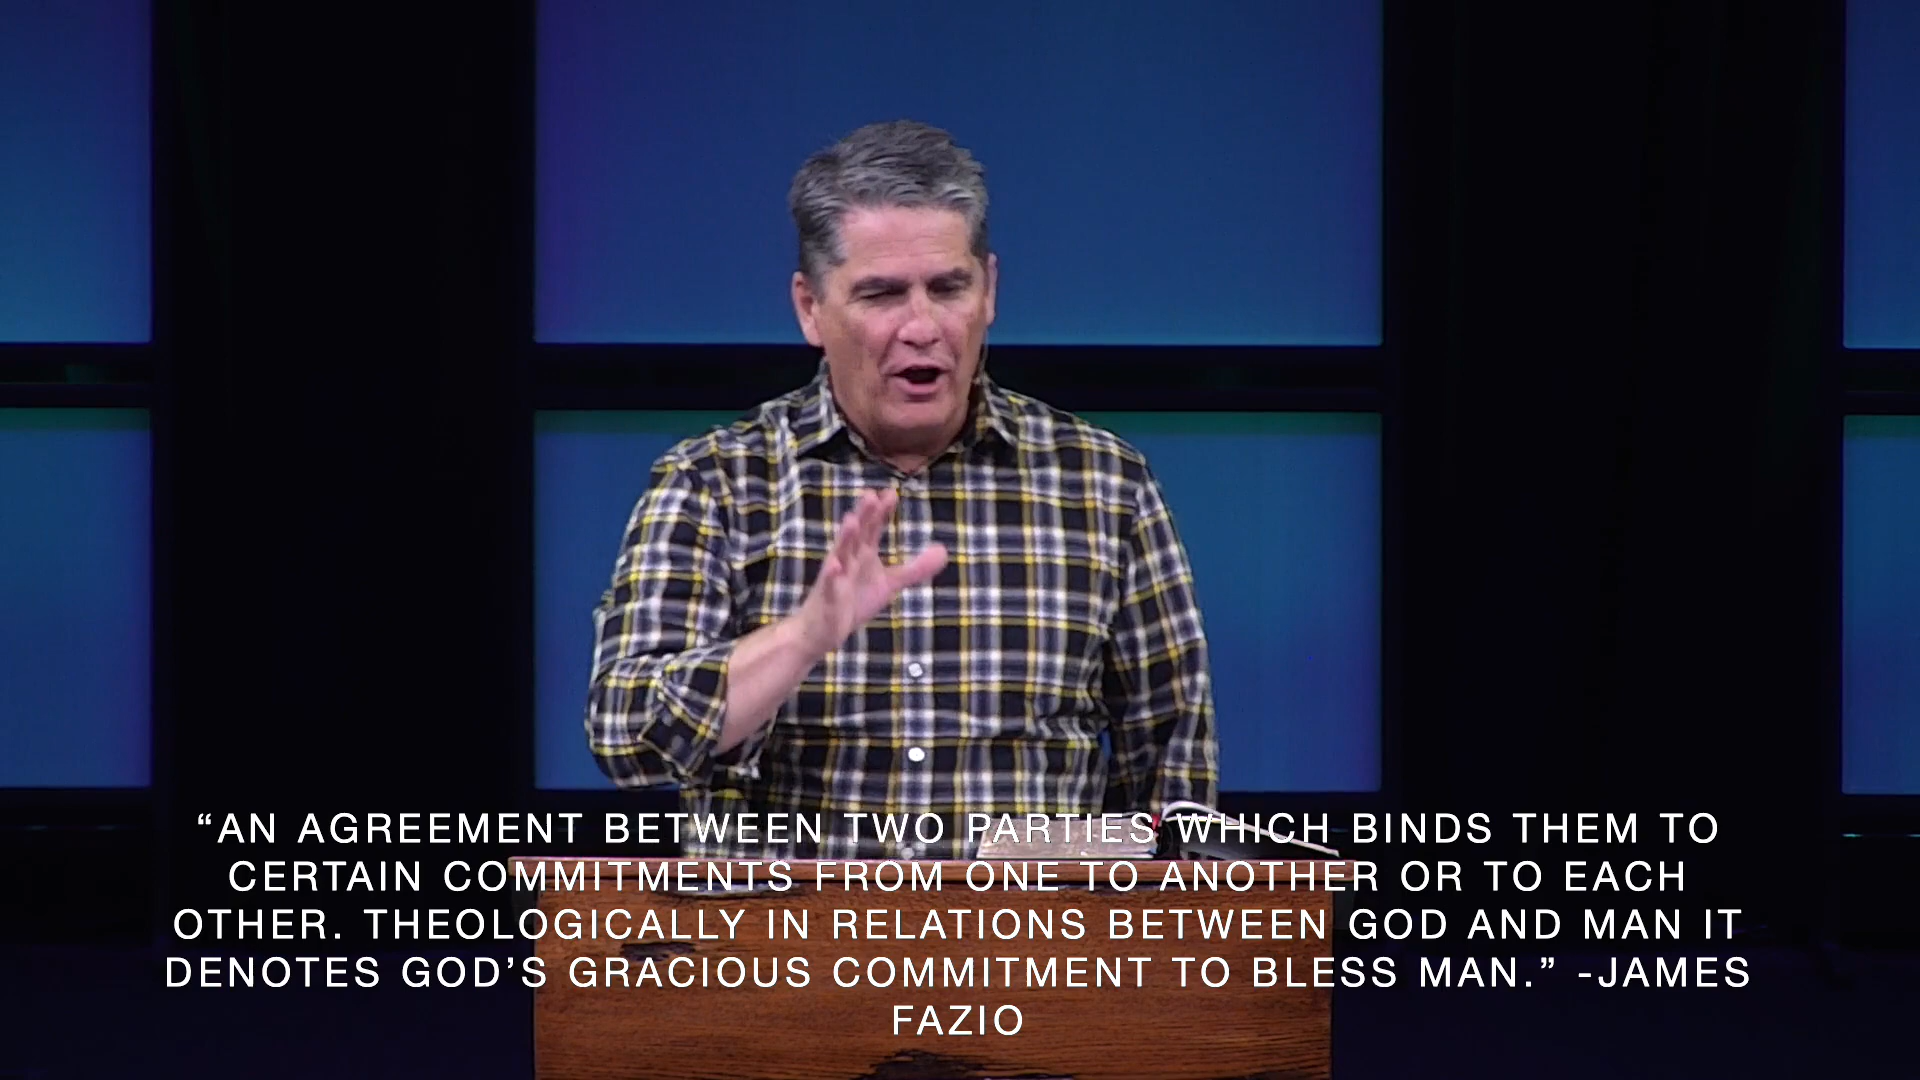 “AN AGREEMENT BETWEEN TWO PARTIES WHICH BINDS THEM TO
CERTAIN COMMITMENTS FROM ONE TO ANOTHER OR TO EACH
OTHER. THEOLOGICALLY IN RELATIONS BETWEEN GOD AND MAN IT
DENOTES GOD’S GRACIOUS COMMITMENT TO BLESS MAN.” -JAMES
FAZIO